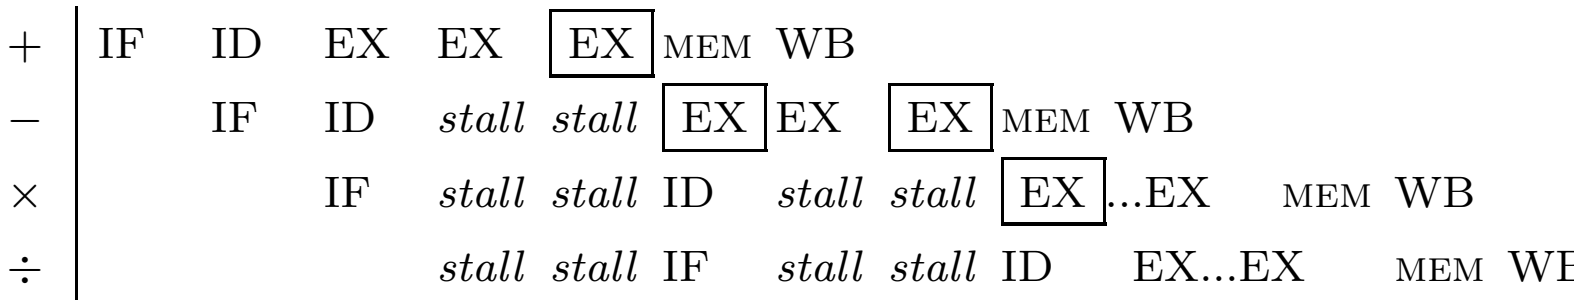 + IF ID EX EX EX MEM WB
− IF ID stall stall EX EX EX MEM WB
× IF stall stall ID stall stall EX ...EX MEM WB
÷ stall stall IF stall stall ID EX...EX MEM WB